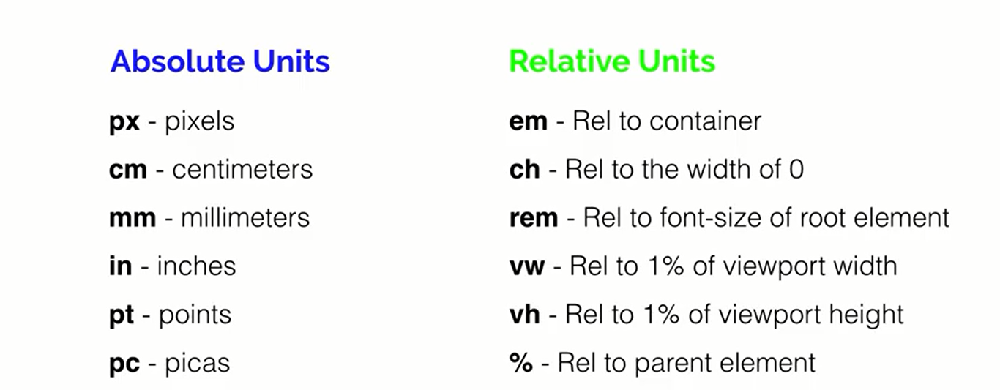 Absolute Units
px - pixels
cm - centimeters
mm - millimeters
in - inches
pt - points
pc - picas
Relative Units
em - Rel to container
ch - Rel to the width of 0
rem - Rel to font-size of root element
vw - Rel to 1% of viewport width
vh - Rel to 1% of viewport height
% - Rel to parent element